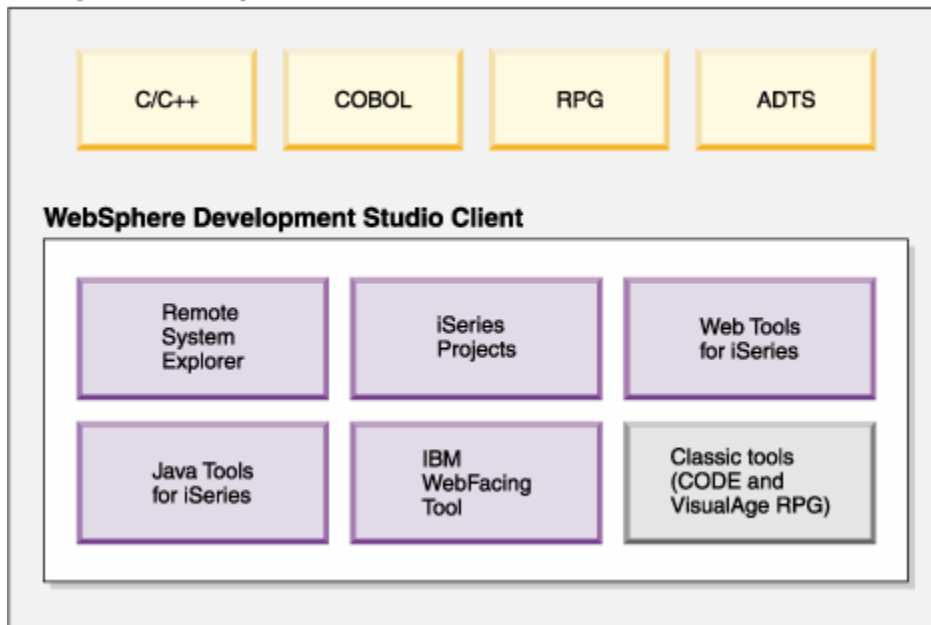 C/C++
COBOL
RPG
ADTS
WebSphere Development Studio Client
Remote
System
Explorer
iSeries
Projects
Web Tools
for iSeries
Java Tools
for iSeries
IBM
WebFacing
Tool
Classic tools
(CODE and
VisualAge RPG)